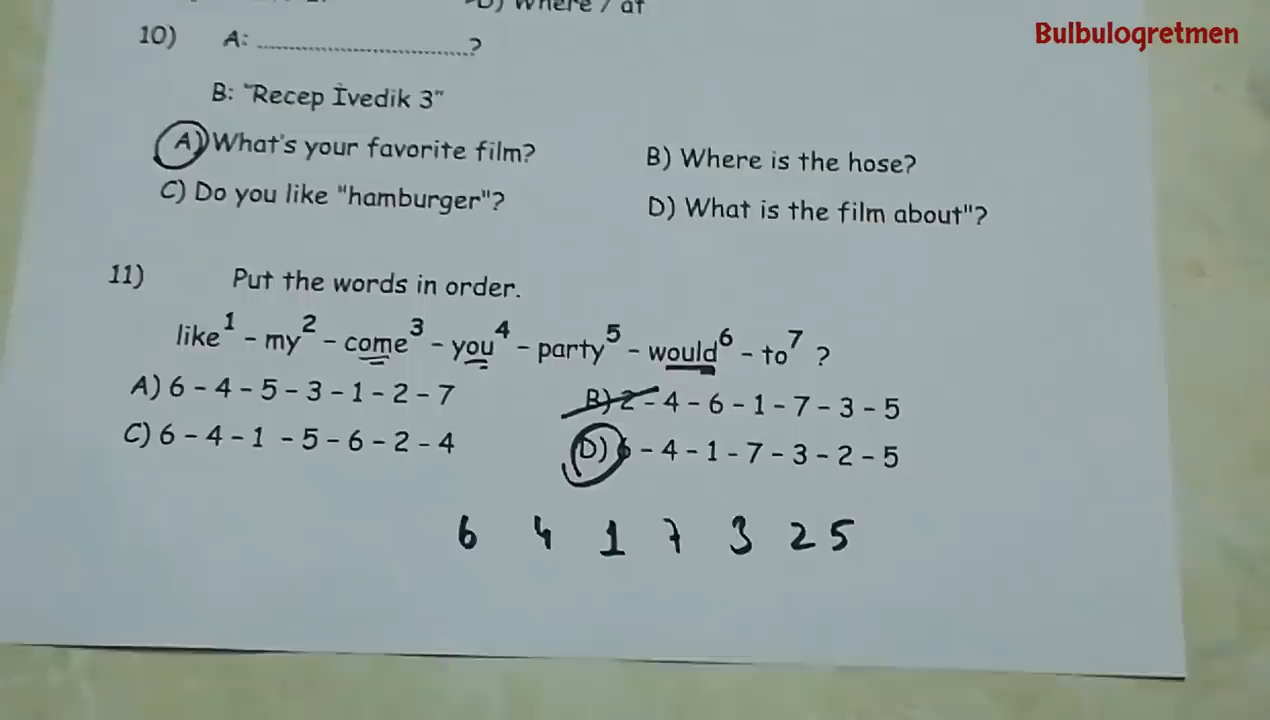 D) Where / at
Bulbulogretmen
10) A: ................................?
B: "Recep İvedik 3"
A) What's your favorite film? B) Where is the hose?
C) Do you like "hamburger"? D) What is the film about"?
11) Put the words in order.
like¹ - my² - come³ - you⁴ - party⁵ - would⁶ - to⁷ ?
A) 6 - 4 - 5 - 3 - 1 - 2 - 7 B) 2 - 4 - 6 - 1 - 7 - 3 - 5
C) 6 - 4 - 1 - 5 - 6 - 2 - 4 D) 6 - 4 - 1 - 7 - 3 - 2 - 5
6 4 1 7 3 2 5